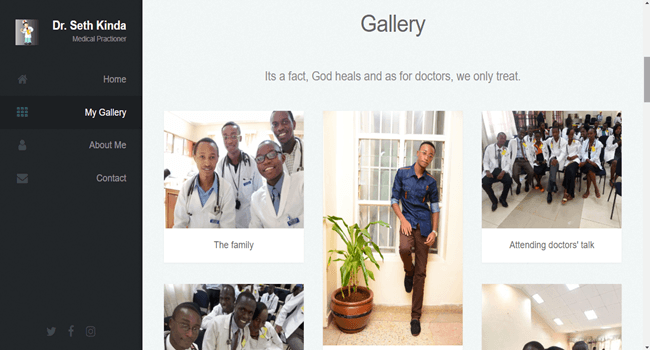 Dr. Seth Kinda
Medical Practioner
Home
My Gallery
About Me
Contact
Gallery
Its a fact, God heals and as for doctors, we only treat.
The family
Attending doctors' talk